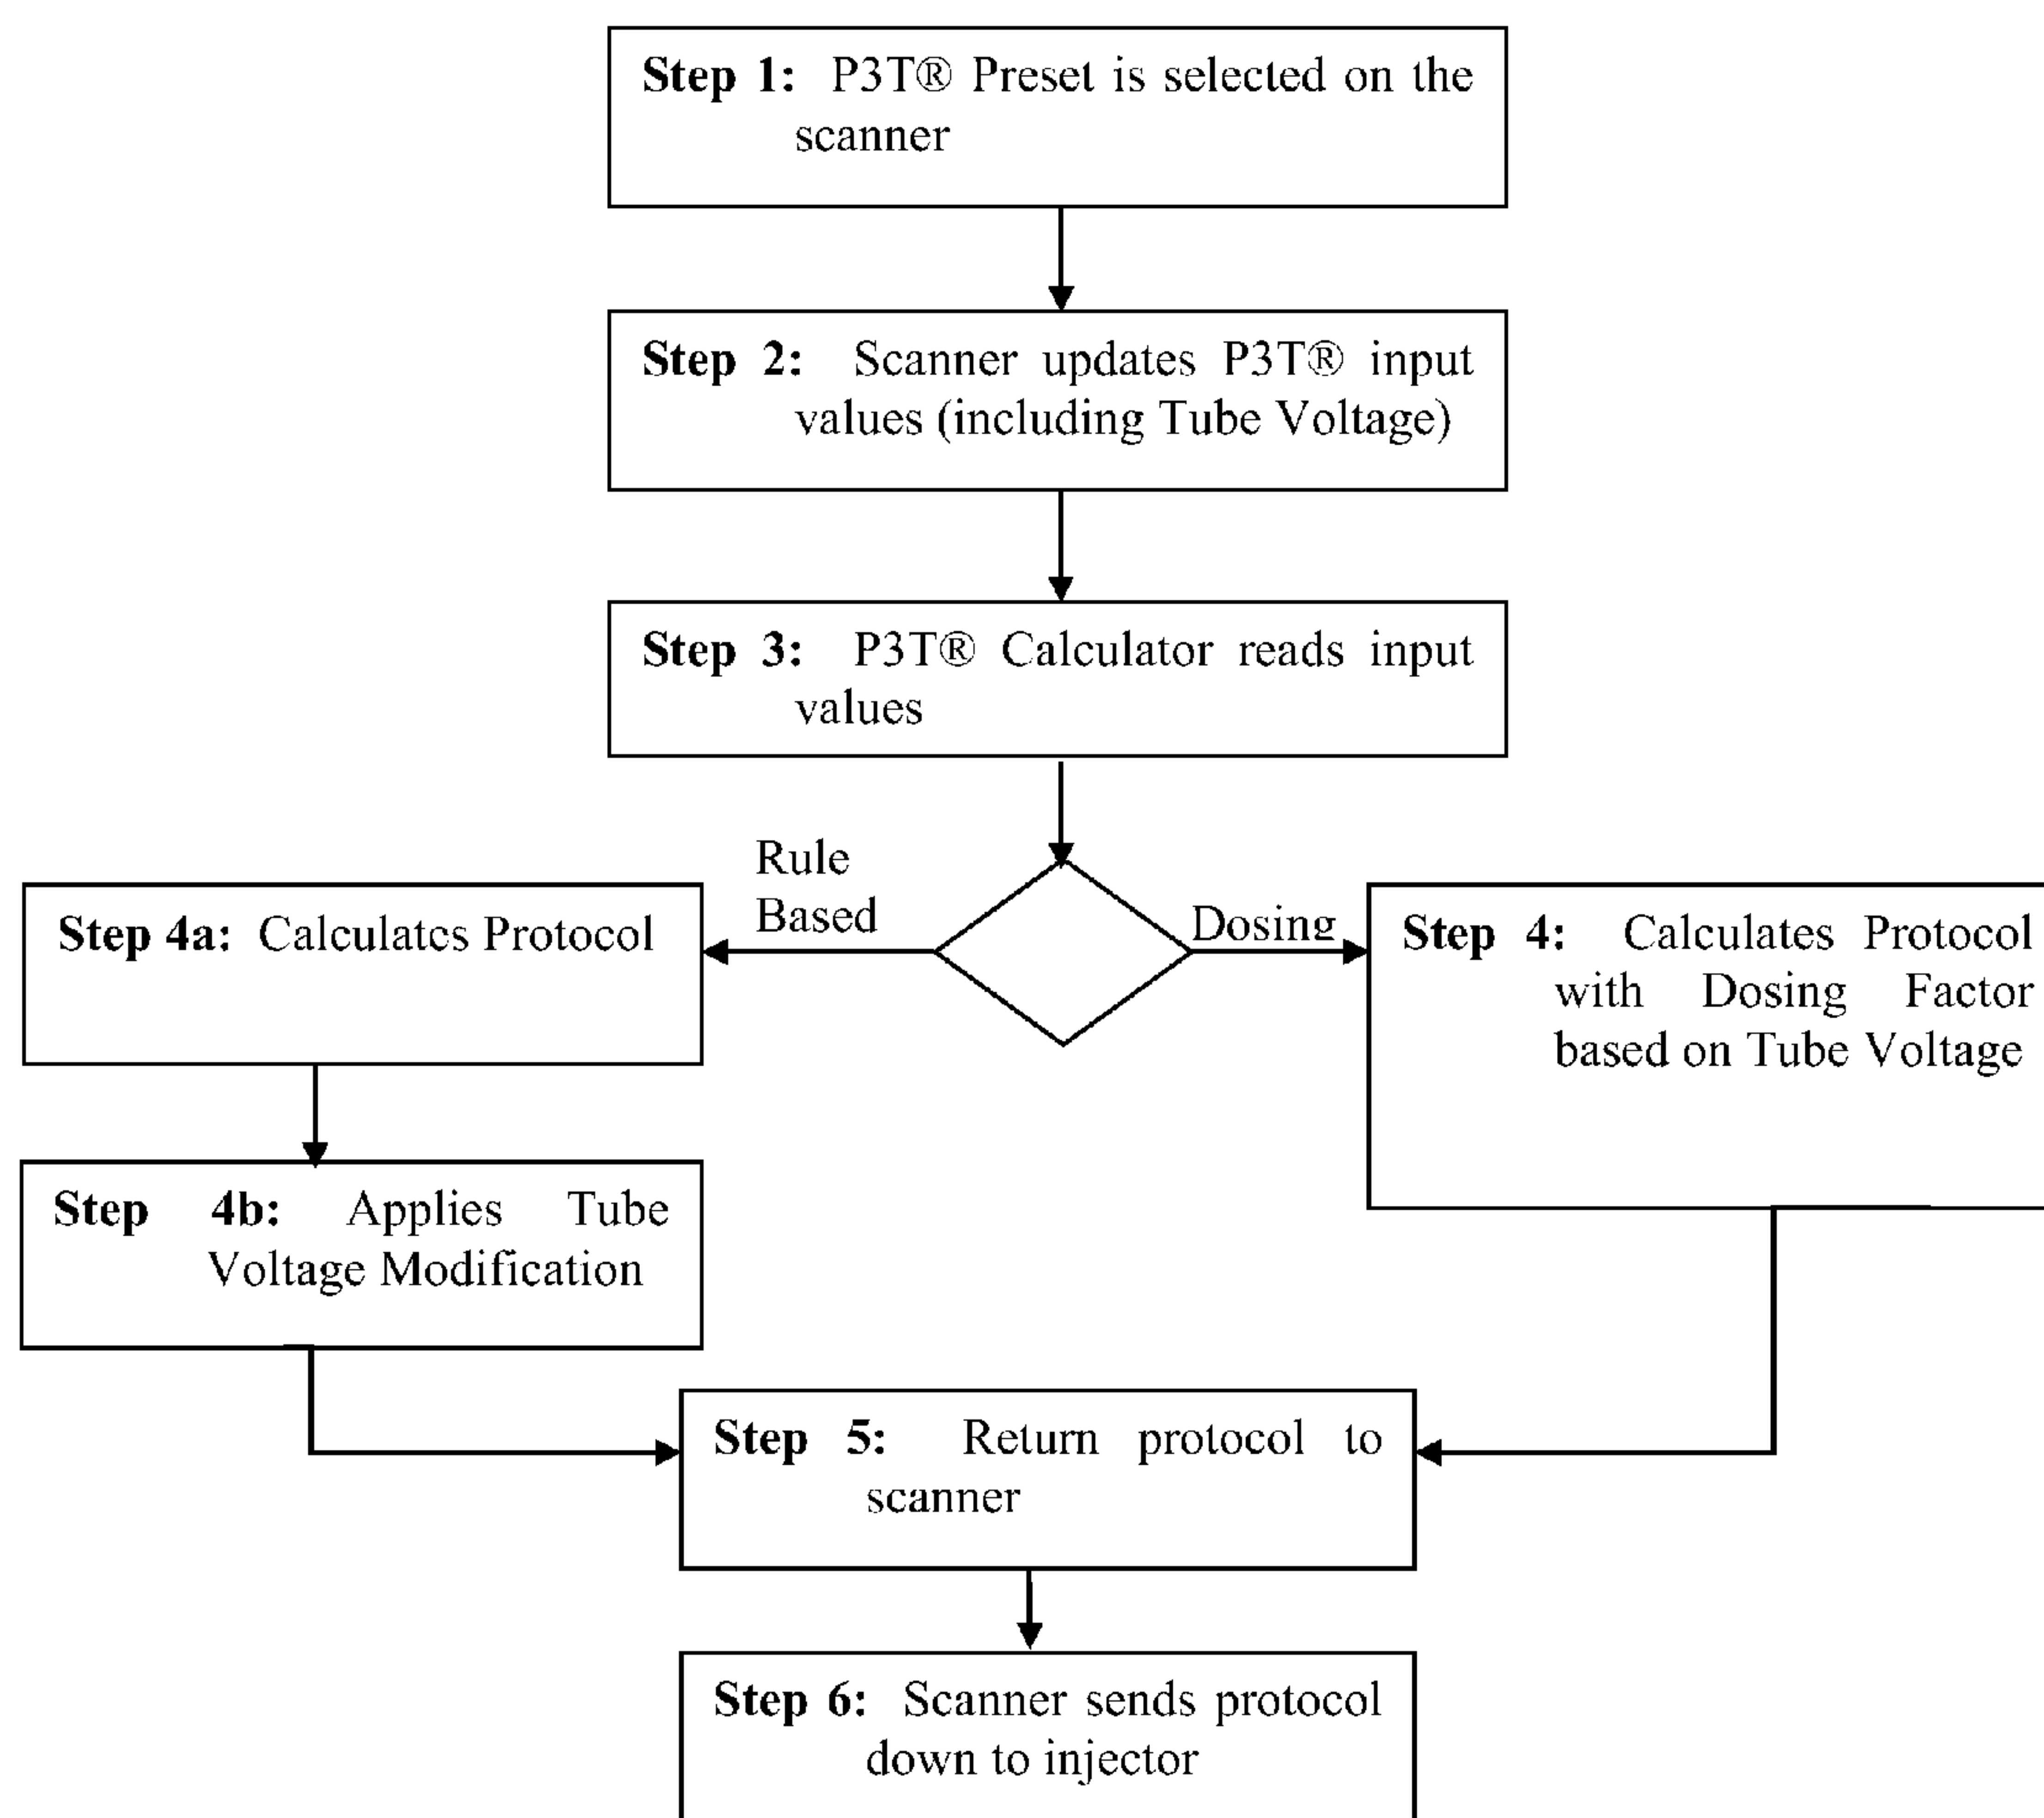 Step 1: P3T® Preset is selected on the
scanner
Step 2: Scanner updates P3T® input
values (including Tube Voltage)
Step 3: P3T® Calculator reads input
values
Rule
Based
Dosing
Step 4a: Calculates Protocol
Step 4: Calculates Protocol
with Dosing Factor
based on Tube Voltage
Step 4b: Applies Tube
Voltage Modification
Step 5: Return protocol to
scanner
Step 6: Scanner sends protocol
down to injector